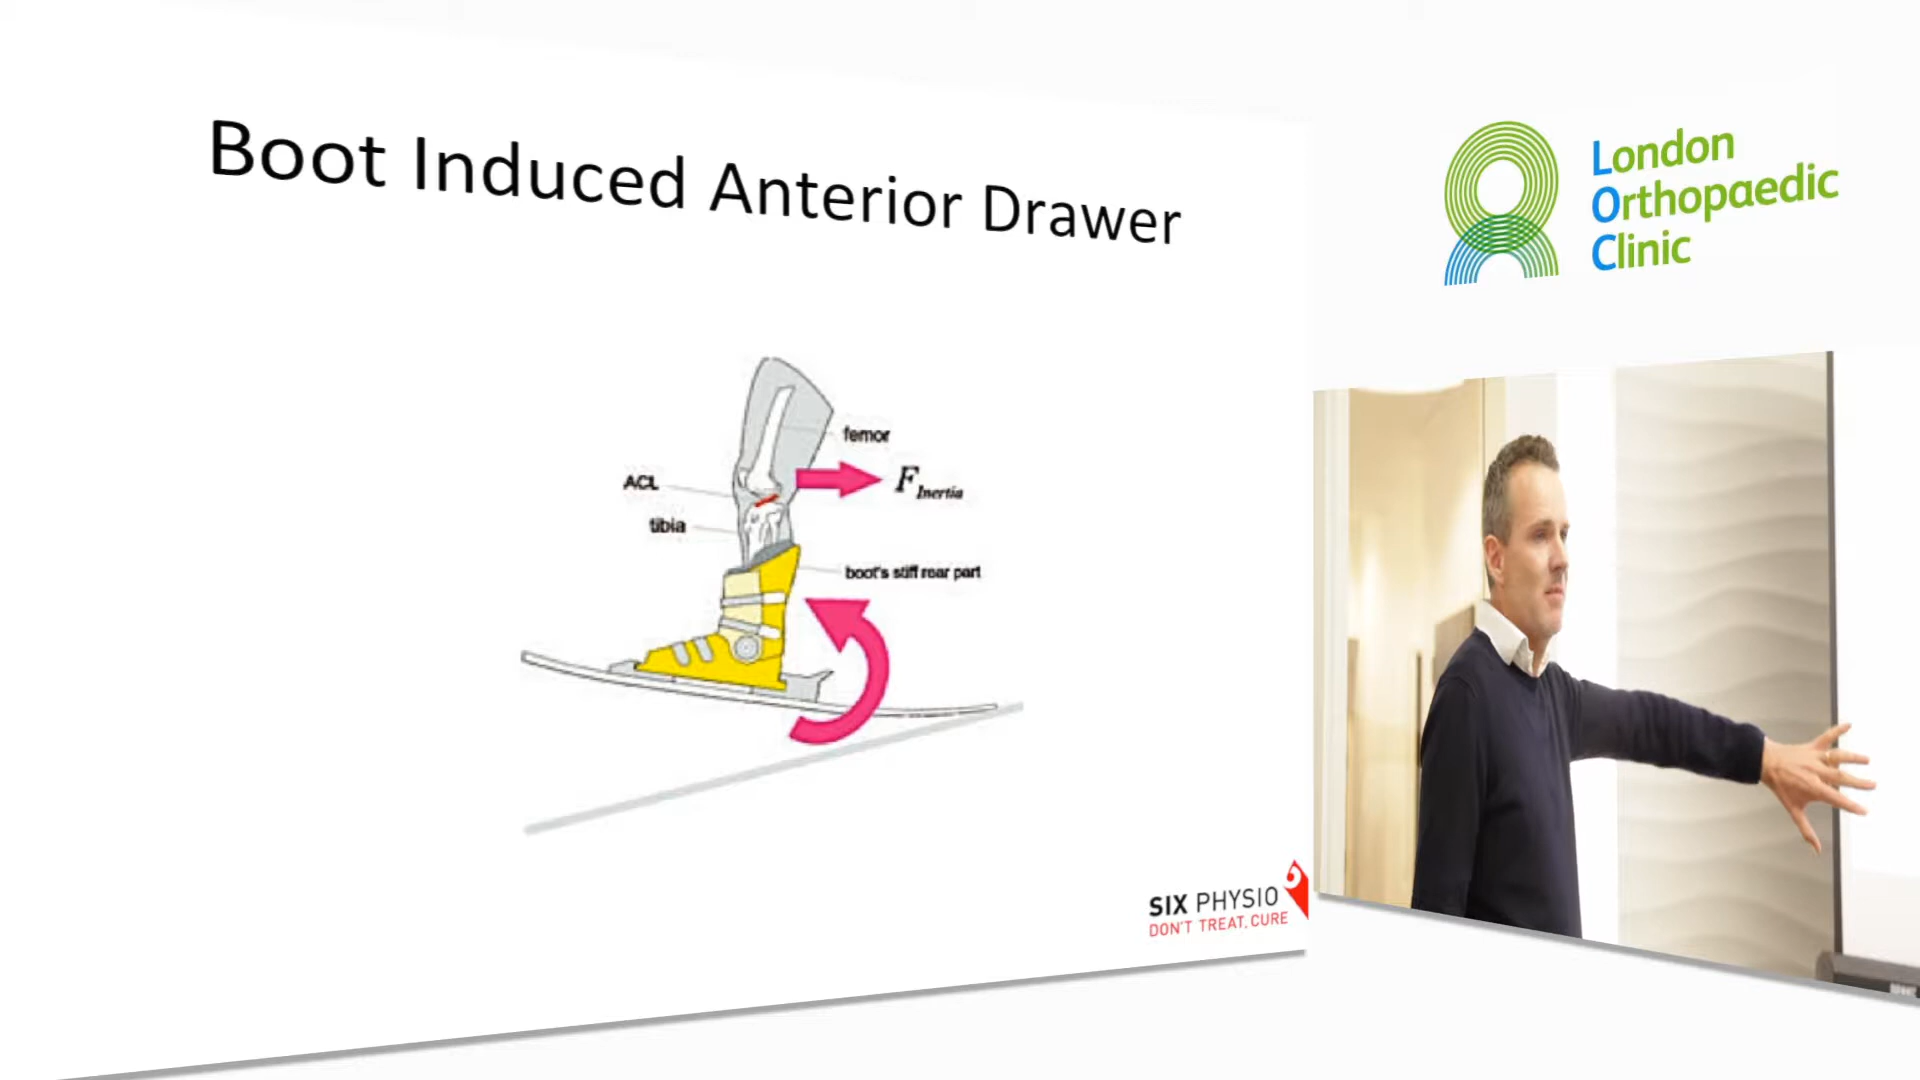 Boot Induced Anterior Drawer
femor
ACL
F Inertia
tibia
boot's stiff rear part
SIX PHYSIO
DON'T TREAT, CURE
London
Orthopaedic
Clinic